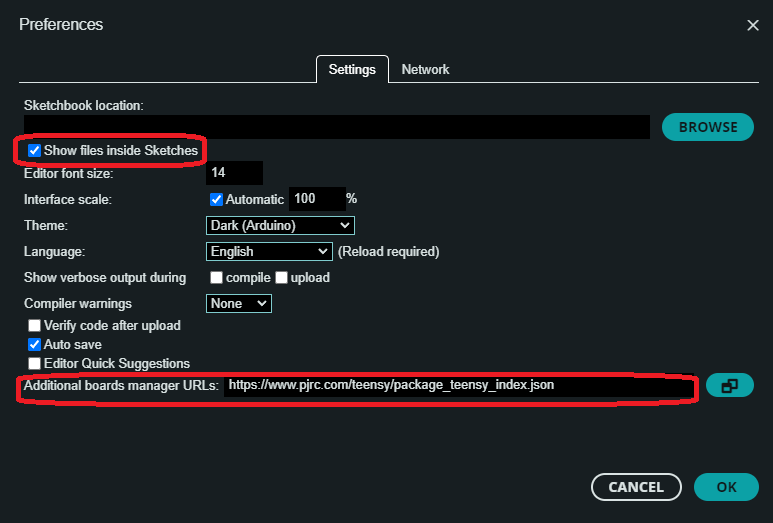 Preferences
Settings Network
Sketchbook location:
BROWSE
Show files inside Sketches
Editor font size: 14
Interface scale: Automatic 100 %
Theme: Dark (Arduino)
Language: English (Reload required)
Show verbose output during compile upload
Compiler warnings None
Verify code after upload
Auto save
Editor Quick Suggestions
Additional boards manager URLs: https://www.pjrc.com/teensy/package_teensy_index.json
CANCEL OK